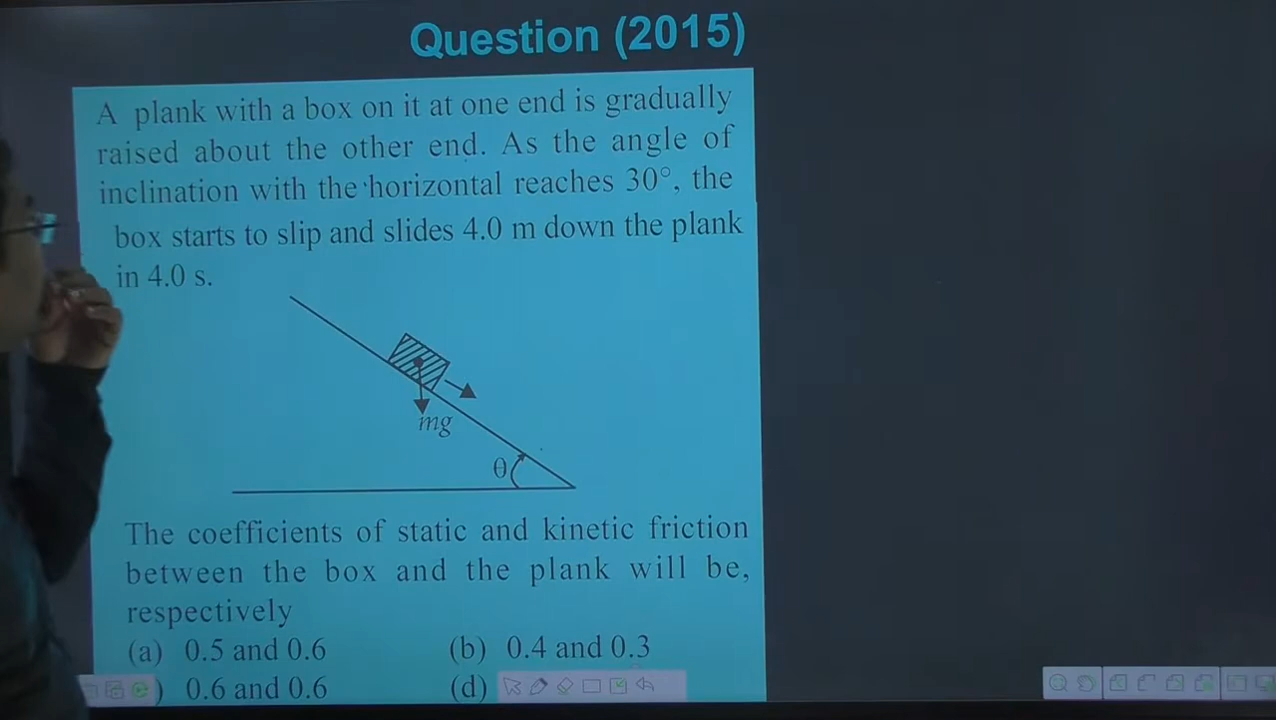 Question (2015)
A plank with a box on it at one end is gradually
raised about the other end. As the angle of
inclination with the horizontal reaches 30°, the
box starts to slip and slides 4.0 m down the plank
in 4.0 s.
mg
θ
The coefficients of static and kinetic friction
between the box and the plank will be,
respectively
(a) 0.5 and 0.6 (b) 0.4 and 0.3
) 0.6 and 0.6 (d)